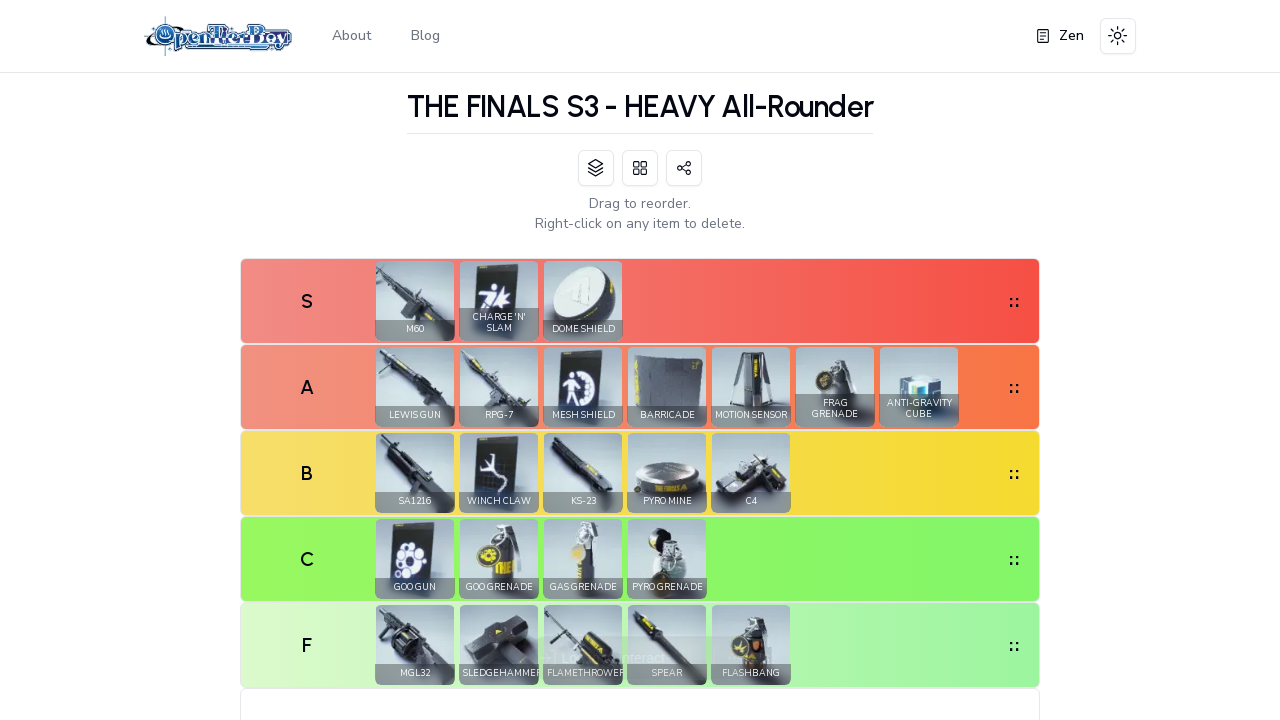 OpenTierBoy
About
Blog
Zen
THE FINALS S3 - HEAVY All-Rounder
Drag to reorder.
Right-click on any item to delete.
S
M60
CHARGE 'N'
SLAM
DOME SHIELD
A
LEWIS GUN
RPG-7
MESH SHIELD
BARRICADE
MOTION SENSOR
FRAG
GRENADE
ANTI-GRAVITY
CUBE
B
SA1216
WINCH CLAW
KS-23
PYRO MINE
C4
C
GOO GUN
GOO GRENADE
GAS GRENADE
PYRO GRENADE
F
MGL32
SLEDGEHAMMER
FLAMETHROWER
SPEAR
FLASHBANG